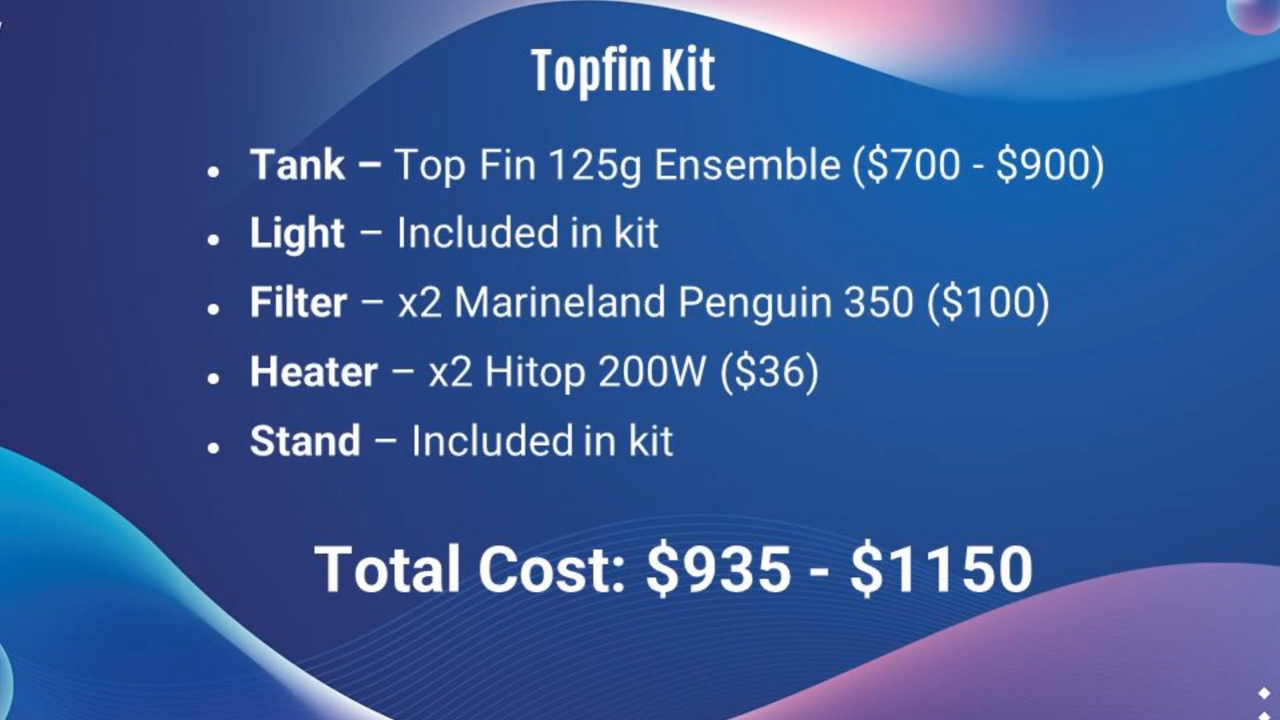 Topfin Kit
• Tank – Top Fin 125g Ensemble ($700 - $900)
• Light – Included in kit
• Filter – x2 Marineland Penguin 350 ($100)
• Heater – x2 Hitop 200W ($36)
• Stand – Included in kit
Total Cost: $935 - $1150